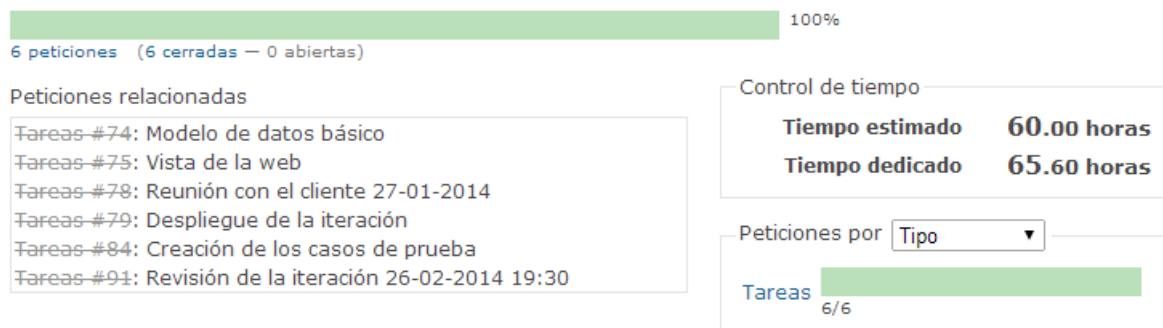 100%
6 peticiones (6 cerradas — 0 abiertas)
Peticiones relacionadas
Tareas #74: Modelo de datos básico
Tareas #75: Vista de la web
Tareas #78: Reunión con el cliente 27-01-2014
Tareas #79: Despliegue de la iteración
Tareas #84: Creación de los casos de prueba
Tareas #91: Revisión de la iteración 26-02-2014 19:30
Control de tiempo
Tiempo estimado 60.00 horas
Tiempo dedicado 65.60 horas
Peticiones por Tipo
Tareas
6/6